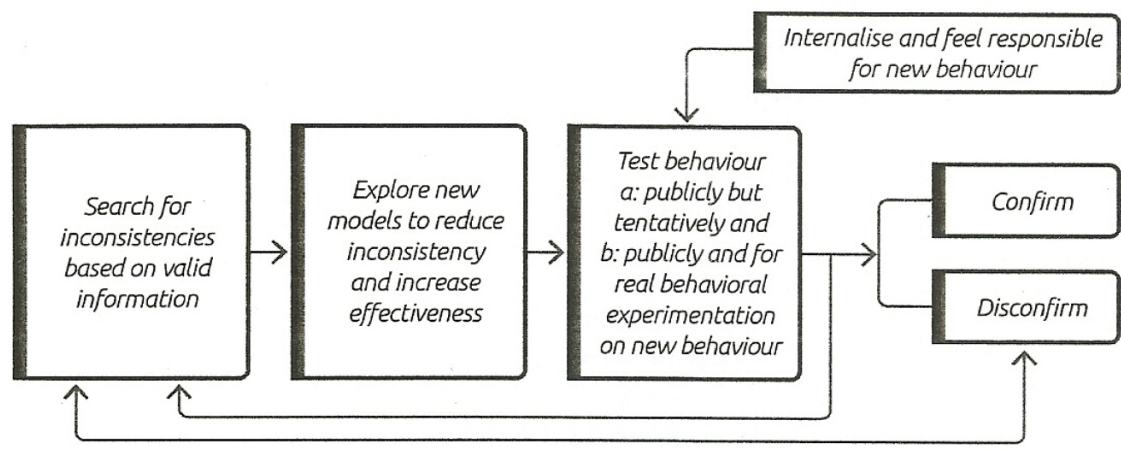 Internalise and feel responsible
for new behaviour
Search for
inconsistencies
based on valid
information
Explore new
models to reduce
inconsistency
and increase
effectiveness
Test behaviour
a: publicly but
tentatively and
b: publicly and for
real behavioral
experimentation
on new behaviour
Confirm
Disconfirm